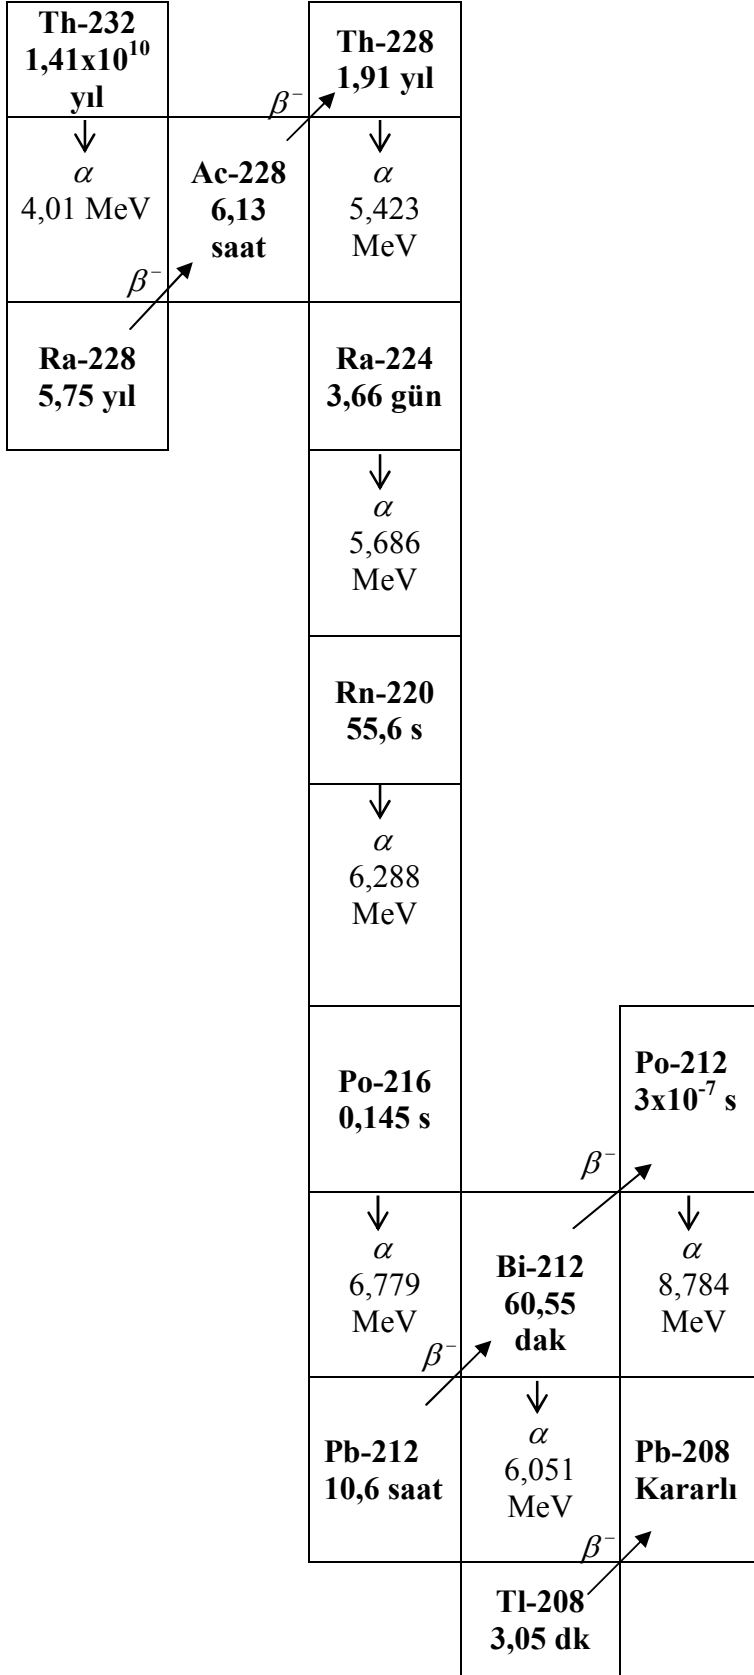 Th-232
1,41x10¹⁰
yıl
Th-228
1,91 yıl
β⁻
α
4,01 MeV
Ac-228
6,13
saat
α
5,423
MeV
β⁻
Ra-228
5,75 yıl
Ra-224
3,66 gün
α
5,686
MeV
Rn-220
55,6 s
α
6,288
MeV
Po-216
0,145 s
Po-212
3x10⁻⁷ s
β⁻
α
6,779
MeV
Bi-212
60,55
dak
α
8,784
MeV
β⁻
Pb-212
10,6 saat
α
6,051
MeV
Pb-208
Kararlı
β⁻
Tl-208
3,05 dk